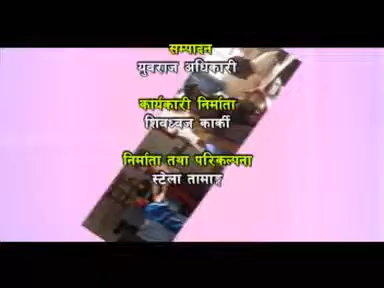 सम्पादन
युवराज अधिकारी
कार्यकारी निर्माता
शिवध्वज कार्की
निर्माता तथा परिकल्पना
स्टेला तामाङ्ग